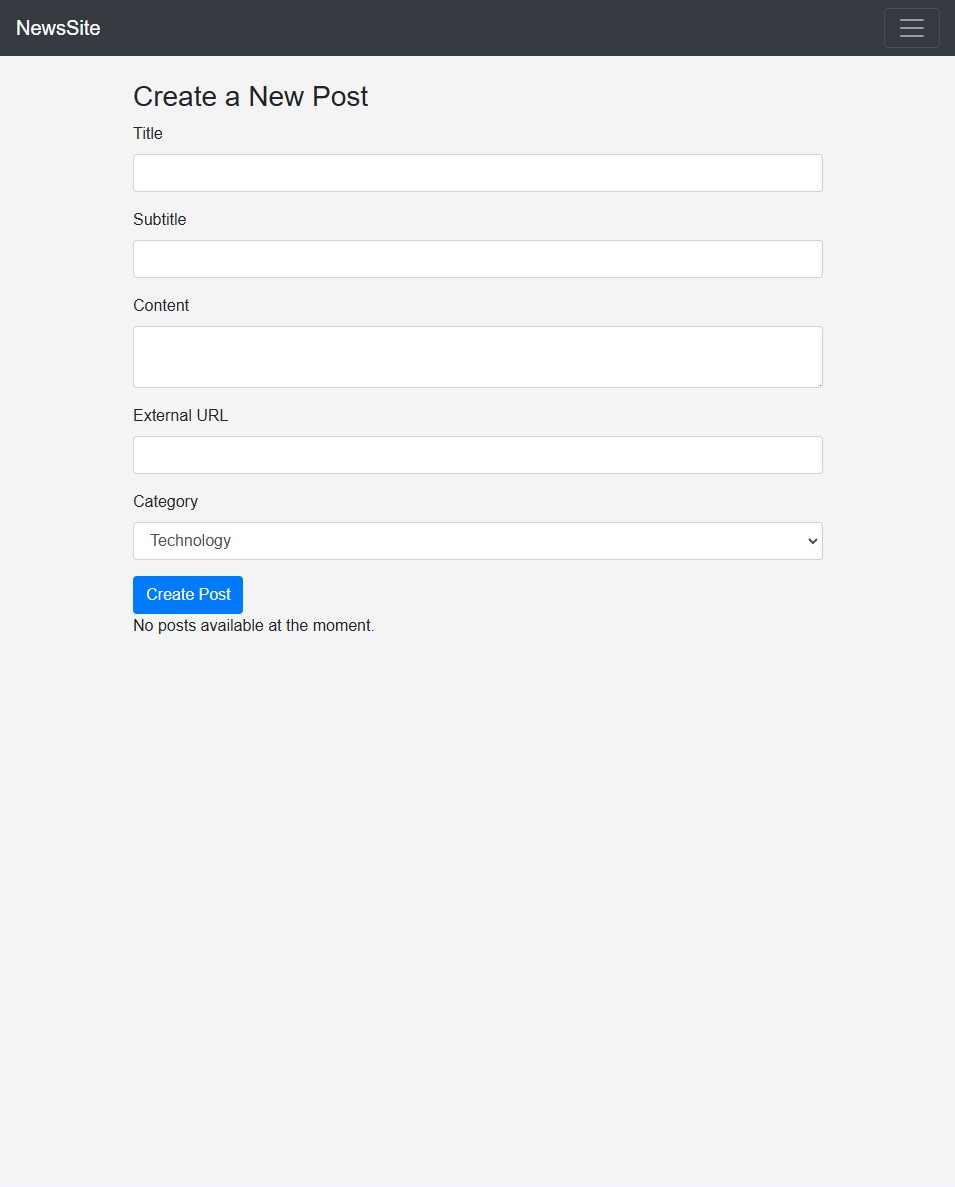 NewsSite
Create a New Post
Title
Subtitle
Content
External URL
Category
Technology
Create Post
No posts available at the moment.